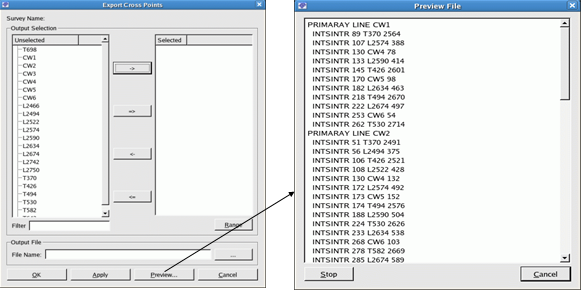 Export Cross Points
Survey Name:
Output Selection
Unselected
Selected
T698
CW1
CW2
CW3
CW4
CW5
CW6
L2466
L2494
L2522
L2574
L2590
L2634
L2674
L2742
L2750
T370
T426
T494
T530
T582
->
=>
<-
<=
Filter
Range
Output File
File Name:
...
OK
Apply
Preview...
Cancel
Preview File
PRIMARAY LINE CW1
INTSINTR 89 T370 2564
INTSINTR 107 L2574 388
INTSINTR 130 CW4 78
INTSINTR 133 L2590 414
INTSINTR 145 T426 2601
INTSINTR 170 CW5 98
INTSINTR 182 L2634 463
INTSINTR 218 T494 2670
INTSINTR 222 L2674 497
INTSINTR 253 CW6 54
INTSINTR 262 T530 2714
PRIMARAY LINE CW2
INTSINTR 51 T370 2491
INTSINTR 56 L2494 375
INTSINTR 106 T426 2521
INTSINTR 108 L2522 428
INTSINTR 130 CW4 132
INTSINTR 172 L2574 492
INTSINTR 173 CW5 152
INTSINTR 174 T494 2576
INTSINTR 188 L2590 504
INTSINTR 224 T530 2626
INTSINTR 233 L2634 538
INTSINTR 268 CW6 103
INTSINTR 278 T582 2669
INTSINTR 285 L2674 589
Stop
Cancel